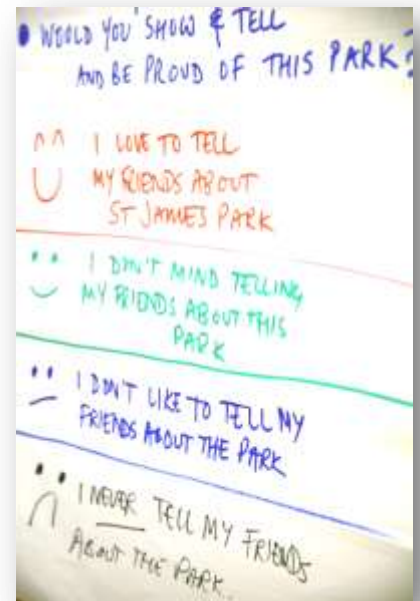 • WOULD YOU SHOW & TELL
AND BE PROUD OF THIS PARK?
I LOVE TO TELL
MY FRIENDS ABOUT
ST JAMES PARK
I DON'T MIND TELLING
MY FRIENDS ABOUT THIS
PARK
I DON'T LIKE TO TELL MY
FRIENDS ABOUT THE PARK
I NEVER TELL MY FRIENDS
ABOUT THE PARK.